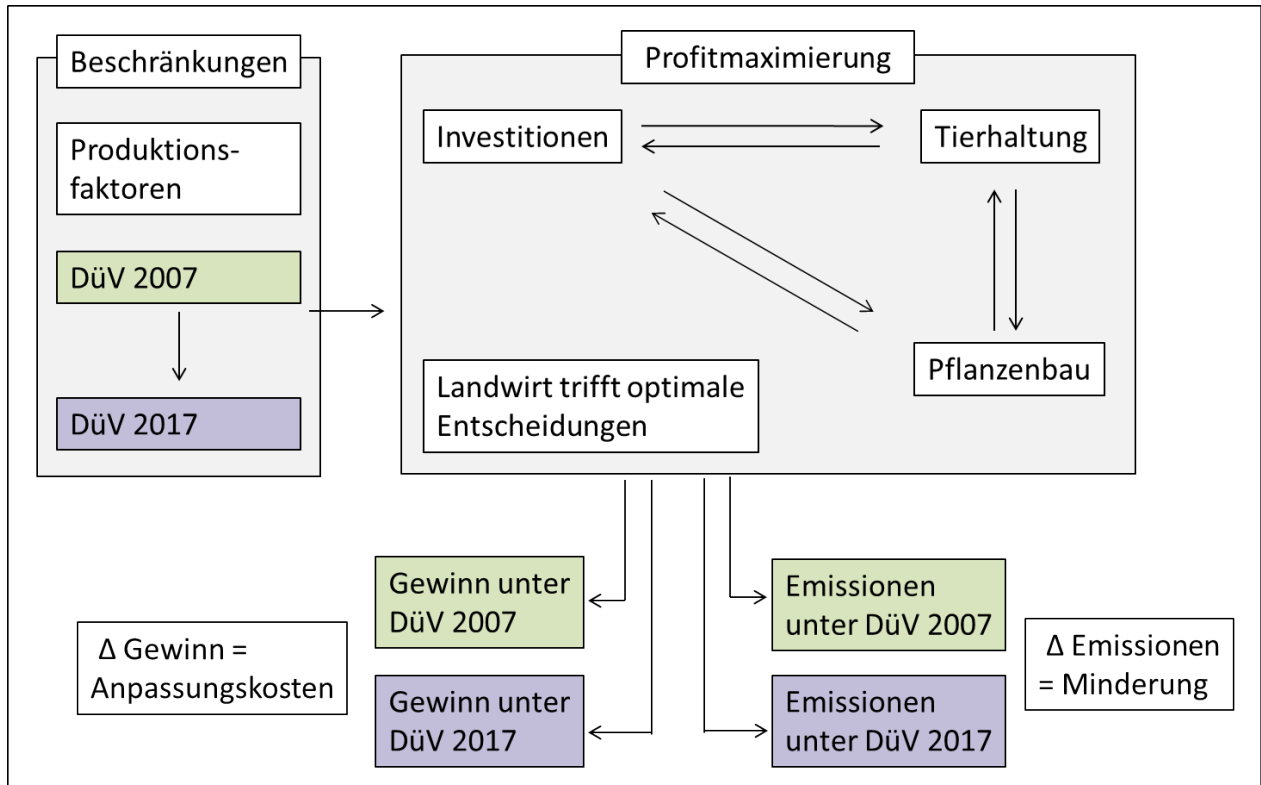 Beschränkungen
Produktions-
faktoren
DüV 2007
DüV 2017
Profitmaximierung
Investitionen
Tierhaltung
Pflanzenbau
Landwirt trifft optimale
Entscheidungen
Δ Gewinn =
Anpassungskosten
Gewinn unter
DüV 2007
Gewinn unter
DüV 2017
Emissionen
unter DüV 2007
Emissionen
unter DüV 2017
Δ Emissionen
= Minderung